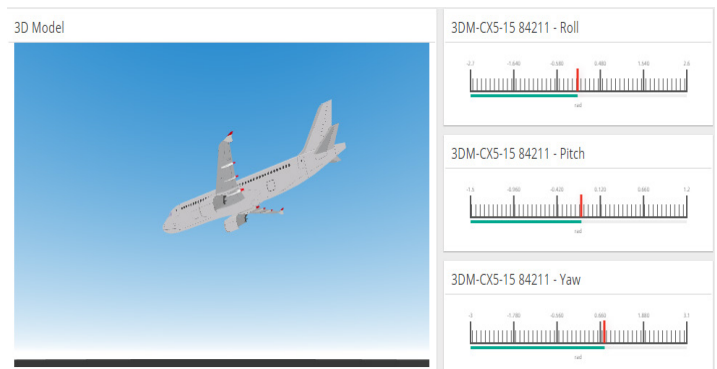 3D Model
3DM-CX5-15 84211 - Roll
-2.7 -1.640 -0.580 0.480 1.540 2.6
rad
3DM-CX5-15 84211 - Pitch
-1.6 -0.960 -0.420 0.120 0.660 1.2
rad
3DM-CX5-15 84211 - Yaw
-3 -1.780 -0.560 0.660 1.880 3.1
rad